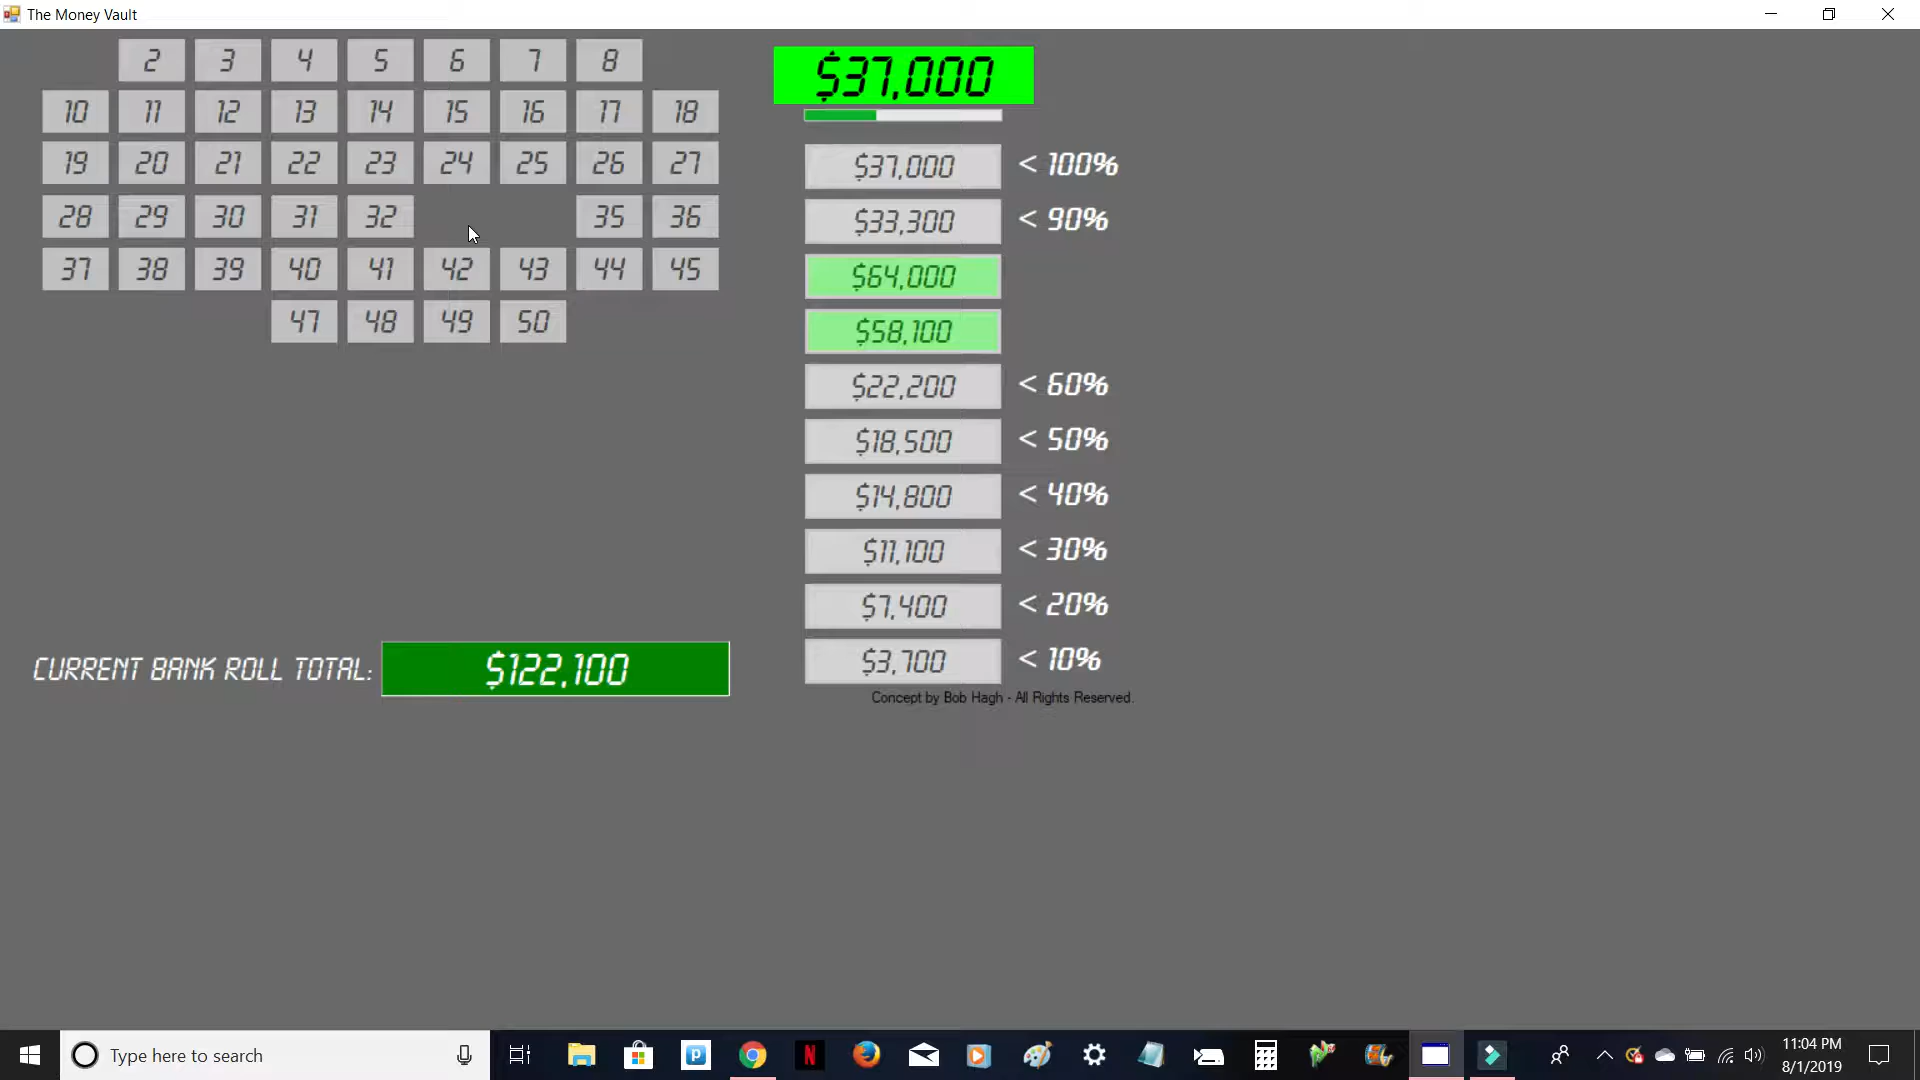 The Money Vault
2 3 4 5 6 7 8
10 11 12 13 14 15 16 17 18
19 20 21 22 23 24 25 26 27
28 29 30 31 32 35 36
37 38 39 40 41 42 43 44 45
47 48 49 50
CURRENT BANK ROLL TOTAL: $122,100
$37,000
$37,000 < 100%
$33,300 < 90%
$64,000
$58,100
$22,200 < 60%
$18,500 < 50%
$14,800 < 40%
$11,100 < 30%
$7,400 < 20%
$3,700 < 10%
Concept by Bob Hagh - All Rights Reserved.
Type here to search
11:04 PM
8/1/2019